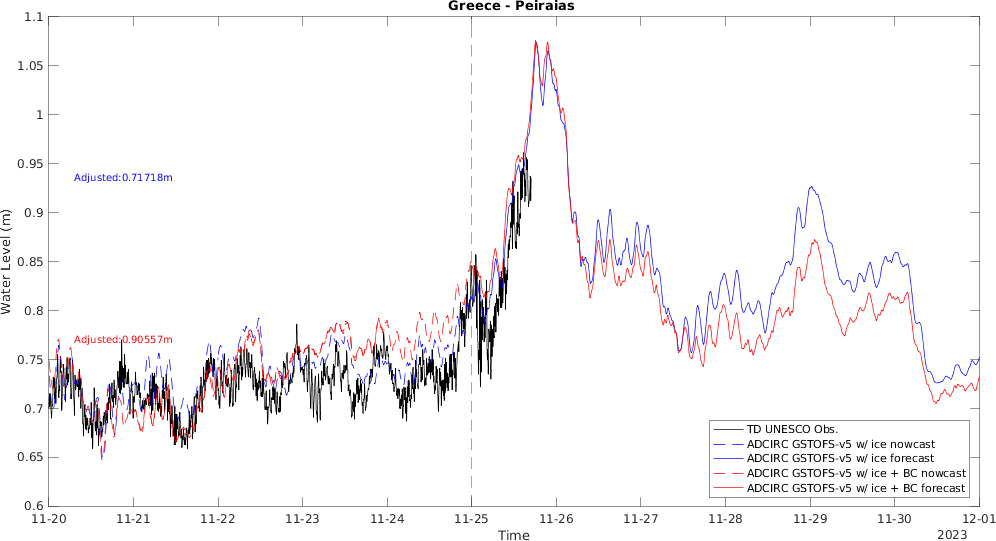 Greece - Peiraias
1.1
1.05
1
0.95
0.9
0.85
0.8
0.75
0.7
0.65
0.6
Water Level (m)
Adjusted:0.71718m
Adjusted:0.90557m
TD UNESCO Obs.
ADCIRC GSTOFS-v5 w/ ice nowcast
ADCIRC GSTOFS-v5 w/ ice forecast
ADCIRC GSTOFS-v5 w/ ice + BC nowcast
ADCIRC GSTOFS-v5 w/ ice + BC forecast
11-20 11-21 11-22 11-23 11-24 11-25 11-26 11-27 11-28 11-29 11-30 12-01
Time
2023